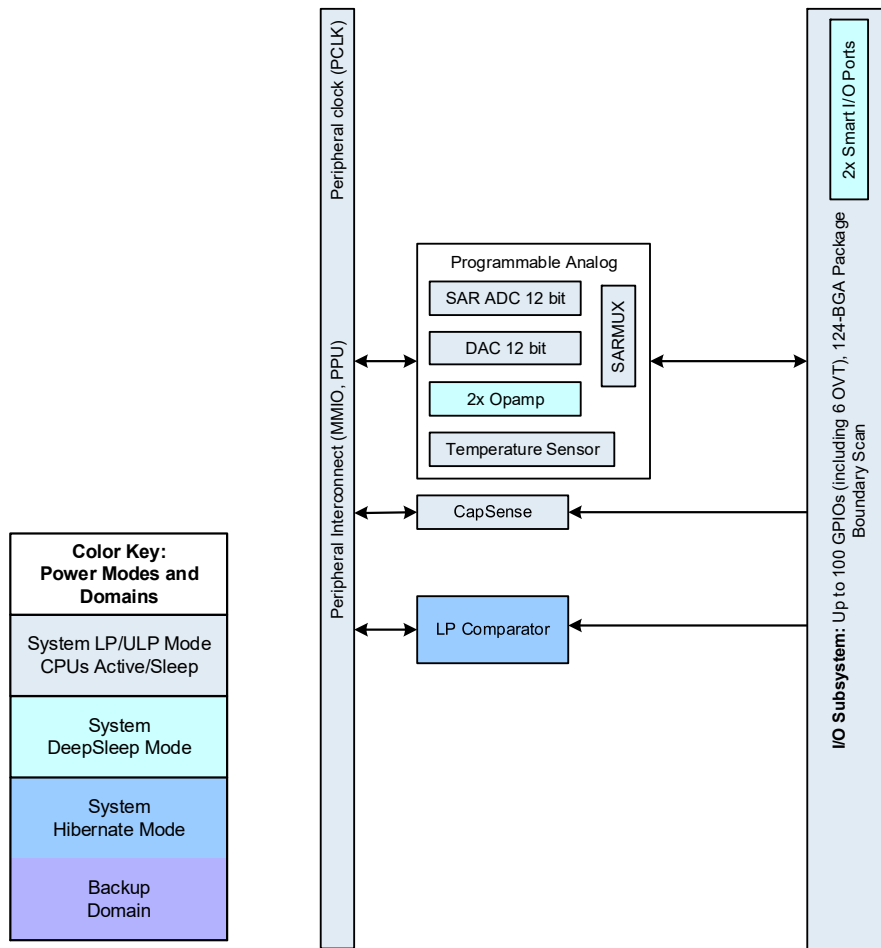 Peripheral clock (PCLK)
Peripheral Interconnect (MMIO, PPU)
Programmable Analog
SAR ADC 12 bit
DAC 12 bit
2x Opamp
Temperature Sensor
SARMUX
CapSense
LP Comparator
2x Smart I/O Ports
I/O Subsystem: Up to 100 GPIOs (including 6 OVT), 124-BGA Package
Boundary Scan
Color Key:
Power Modes and
Domains
System LP/ULP Mode
CPUs Active/Sleep
System
DeepSleep Mode
System
Hibernate Mode
Backup
Domain